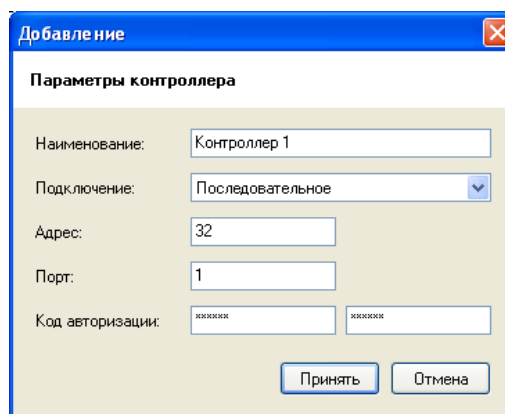 Добавление
Параметры контроллера
Наименование: Контроллер 1
Подключение: Последовательное
Адрес: 32
Порт: 1
Код авторизации: ****** ******
Принять Отмена